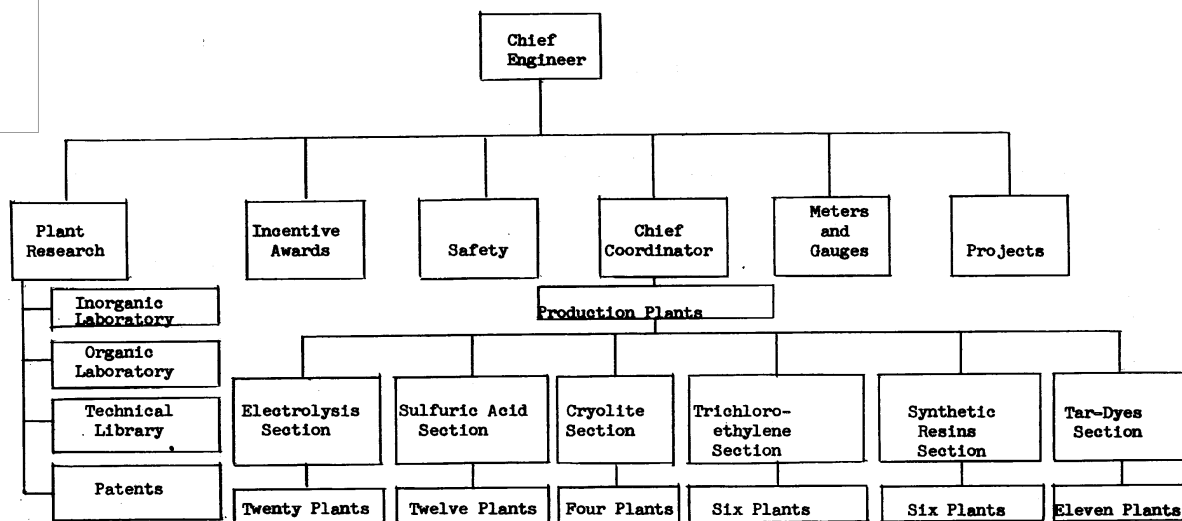 Chief
Engineer
Plant
Research
Incentive
Awards
Safety
Chief
Coordinator
Meters
and
Gauges
Projects
Inorganic
Laboratory
Organic
Laboratory
Technical
Library
Patents
Production Plants
Electrolysis
Section
Sulfuric Acid
Section
Cryolite
Section
Trichloro-
ethylene
Section
Synthetic
Resins
Section
Tar-Dyes
Section
Twenty Plants
Twelve Plants
Four Plants
Six Plants
Six Plants
Eleven Plants